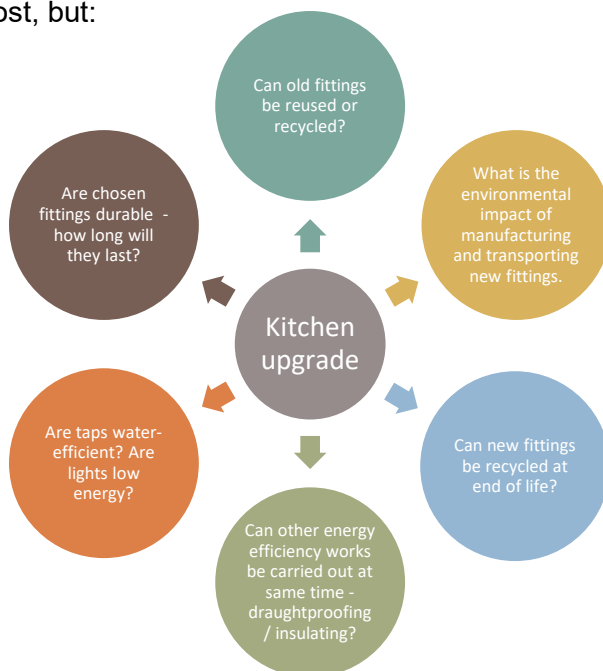 ost, but:
Can old fittings
be reused or
recycled?
What is the
environmental
impact of
manufacturing
and transporting
new fittings.
Can new fittings
be recycled at
end of life?
Can other energy
efficiency works
be carried out at
same time -
draughtproofing
/ insulating?
Are taps water-
efficient? Are
lights low
energy?
Are chosen
fittings durable -
how long will
they last?
Kitchen
upgrade